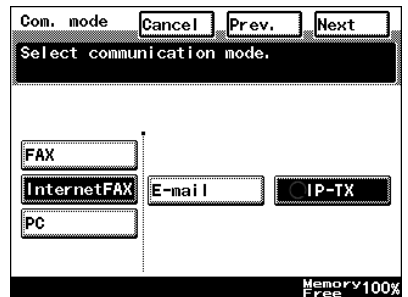 Com. mode Cancel Prev. Next
Select communication mode.
FAX
InternetFAX E-mail IP-TX
PC
Memory 100%
Free